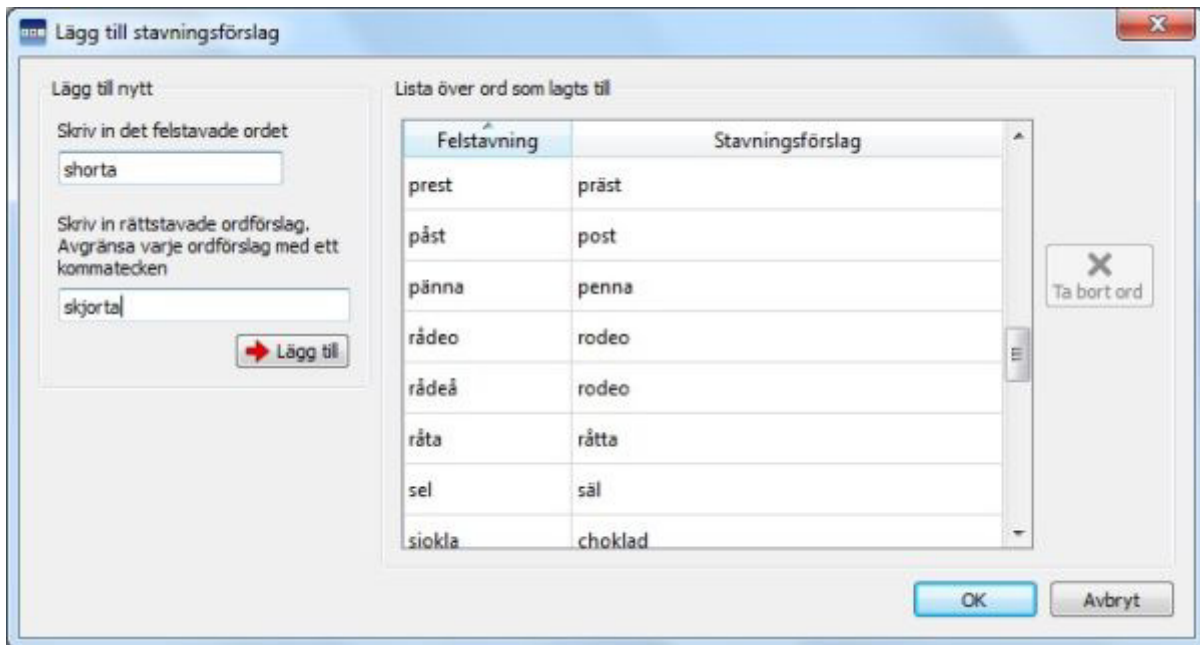 Lägg till stavningsförslag
Lägg till nytt
Skriv in det felstavade ordet
shorta
Skriv in rättstavade ordförslag.
Avgränsa varje ordförslag med ett
kommatecken
skjorta
Lägg till
Lista över ord som lagts till
Felstavning Stavningsförslag
prest präst
påst post
pänna penna
rådeo rodeo
rådeå rodeo
råta råtta
sel säl
sjokla choklad
Ta bort ord
OK Avbryt